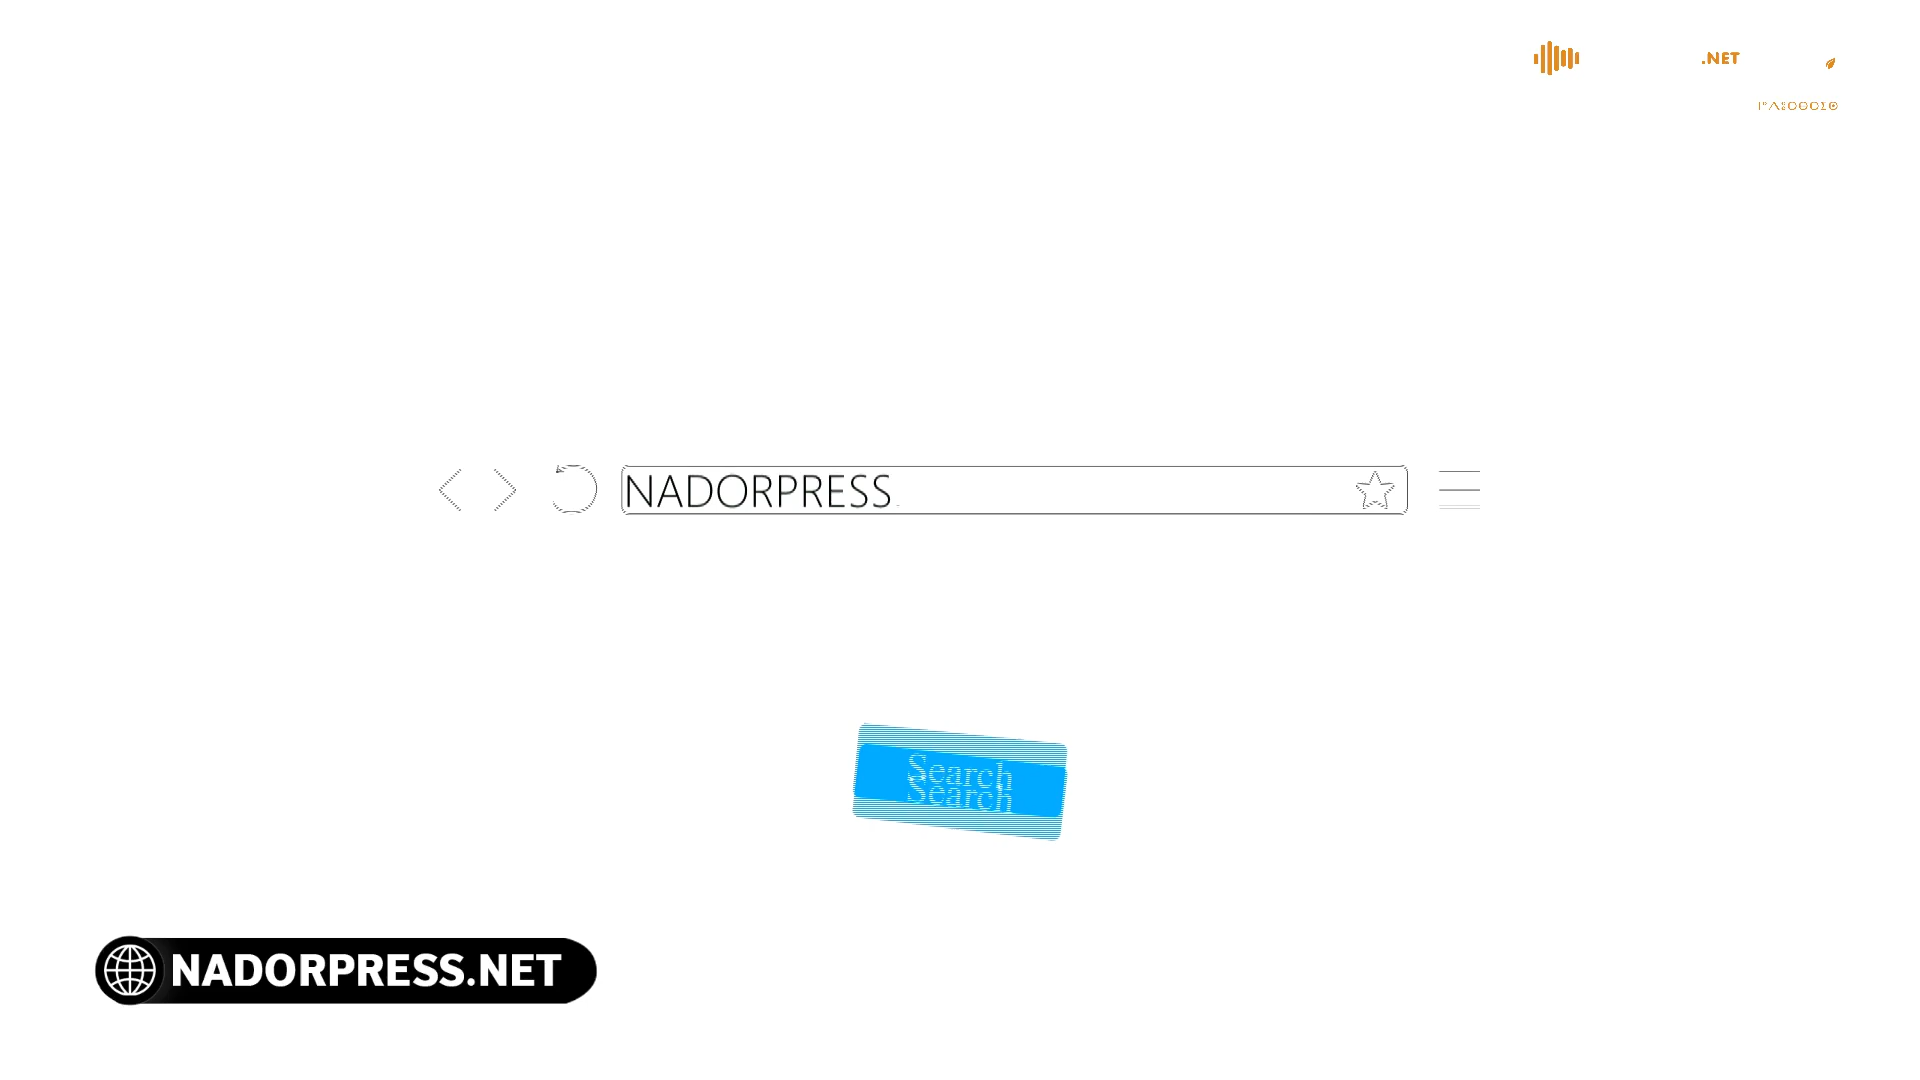 .NET
NADORPRESS
Search
Search
NADORPRESS.NET